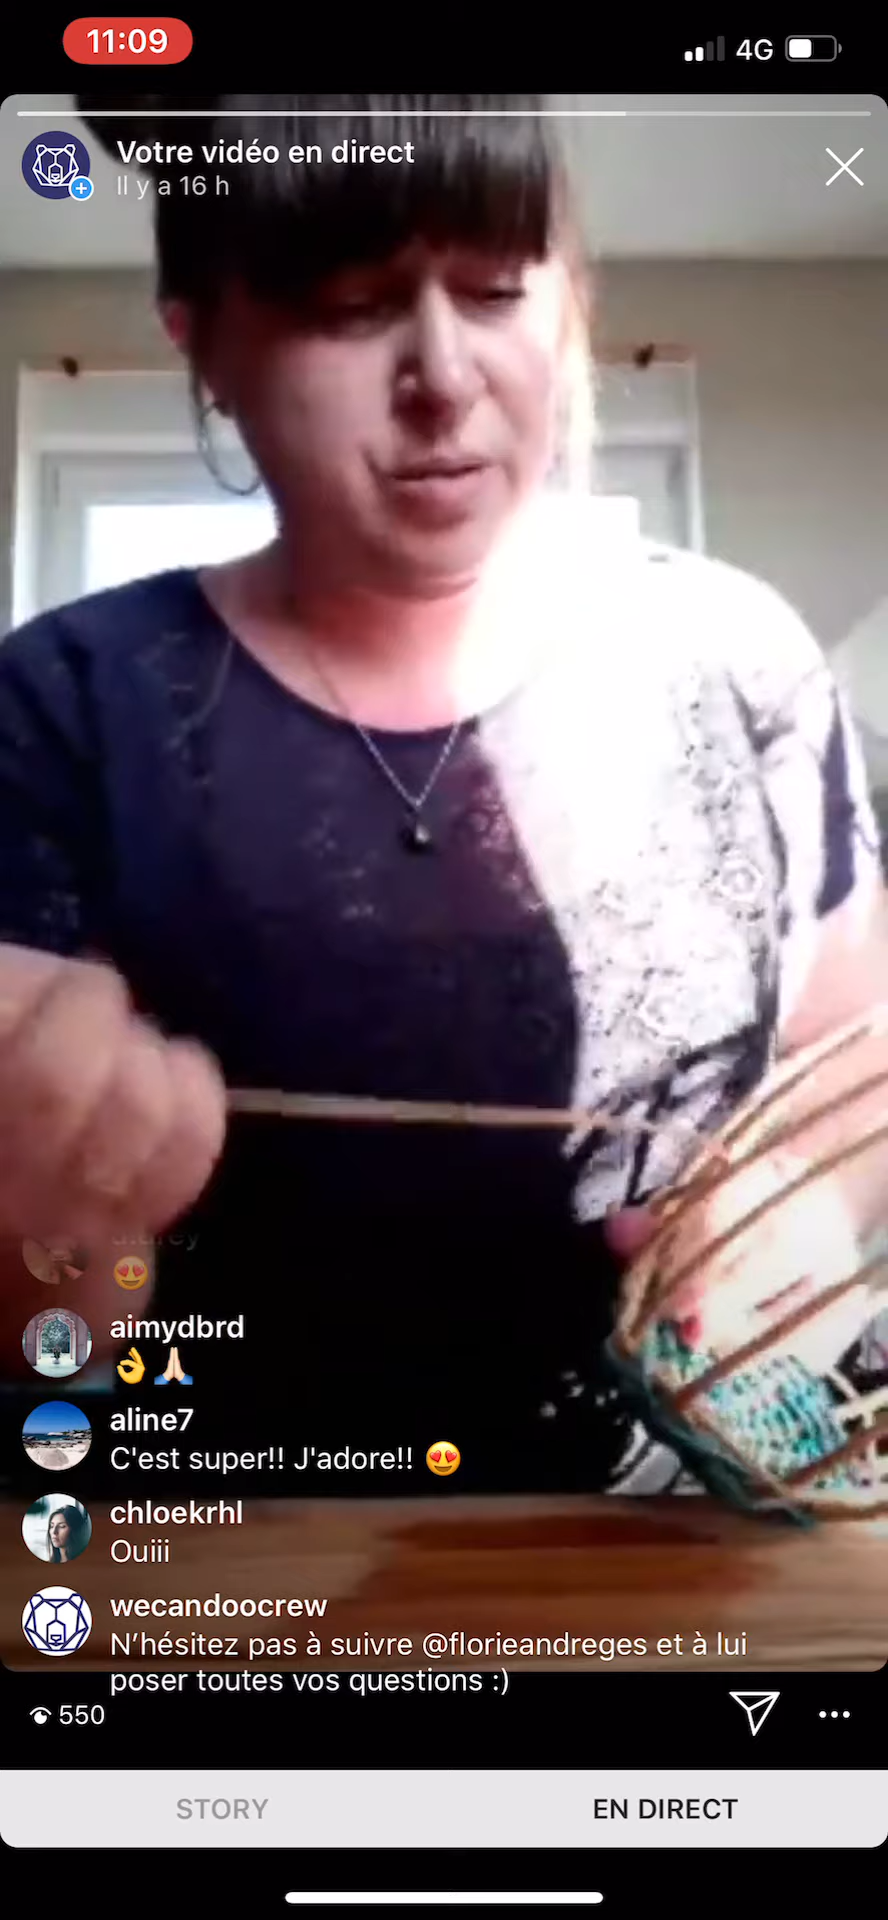 11:09
4G
Votre vidéo en direct
Il y a 16 h
😍
aimydbrd
👌🙏🏻
aline7
C'est super!! J'adore!! 😍
chloekrhl
Ouiii
wecandoocrew
N’hésitez pas à suivre @florieandreges et à lui
poser toutes vos questions :)
550
STORY
EN DIRECT